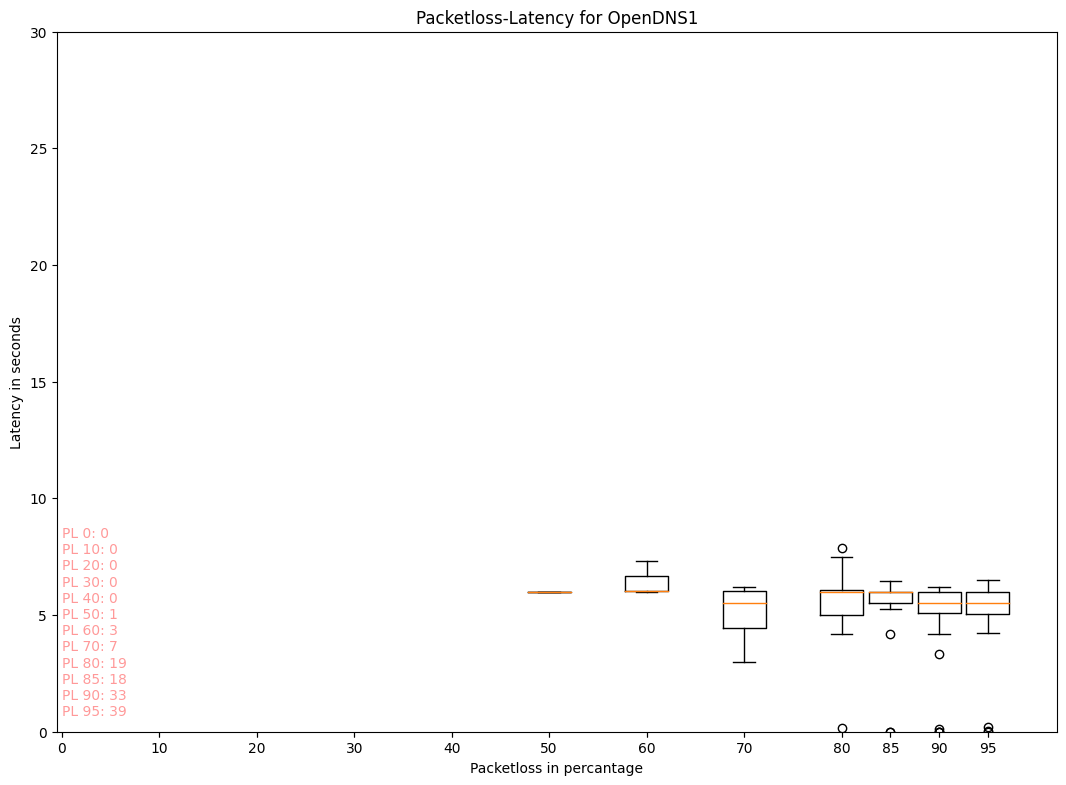 Packetloss-Latency for OpenDNS1
30
25
20
15
10
5
0
Latency in seconds
PL 0: 0
PL 10: 0
PL 20: 0
PL 30: 0
PL 40: 0
PL 50: 1
PL 60: 3
PL 70: 7
PL 80: 19
PL 85: 18
PL 90: 33
PL 95: 39
0 10 20 30 40 50 60 70 80 85 90 95
Packetloss in percantage